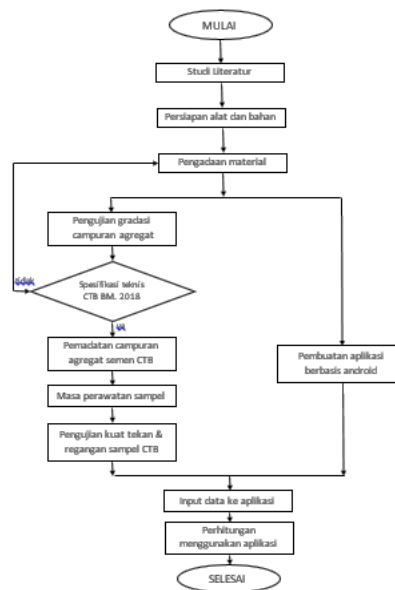 MULAI
Studi Literatur
Persiapan alat dan bahan
Pengadaan material
Pengujian gradasi
campuran agregat
tidak
Spesifikasi teknis
CTB BM. 2018
ya
Pemadatan campuran
agregat semen CTB
Masa perawatan sampel
Pengujian kuat tekan &
regangan sampel CTB
Pembuatan aplikasi
berbasis android
Input data ke aplikasi
Perhitungan
menggunakan aplikasi
SELESAI